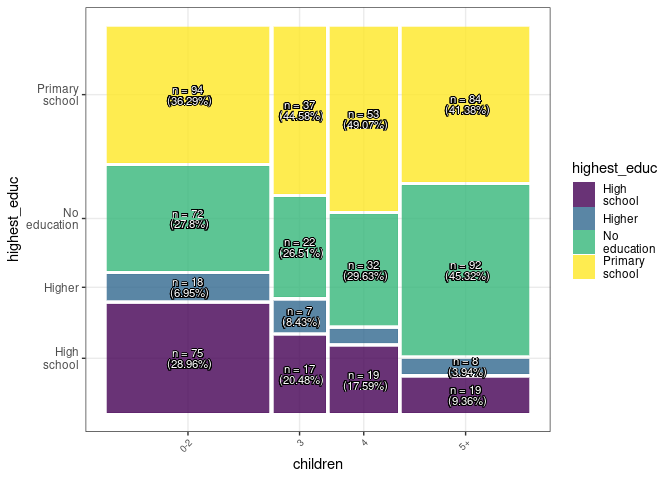 highest_educ
Primary
school
No
education
Higher
High
school
n = 94
(36.29%)
n = 72
(27.8%)
n = 18
(6.95%)
n = 75
(28.96%)
n = 37
(44.58%)
n = 22
(26.51%)
n = 7
(8.43%)
n = 17
(20.48%)
n = 53
(49.07%)
n = 32
(29.63%)
n = 19
(17.59%)
n = 84
(41.38%)
n = 92
(45.32%)
n = 8
(3.94%)
n = 19
(9.36%)
0-2
3
4
5+
children
highest_educ
High
school
Higher
No
education
Primary
school